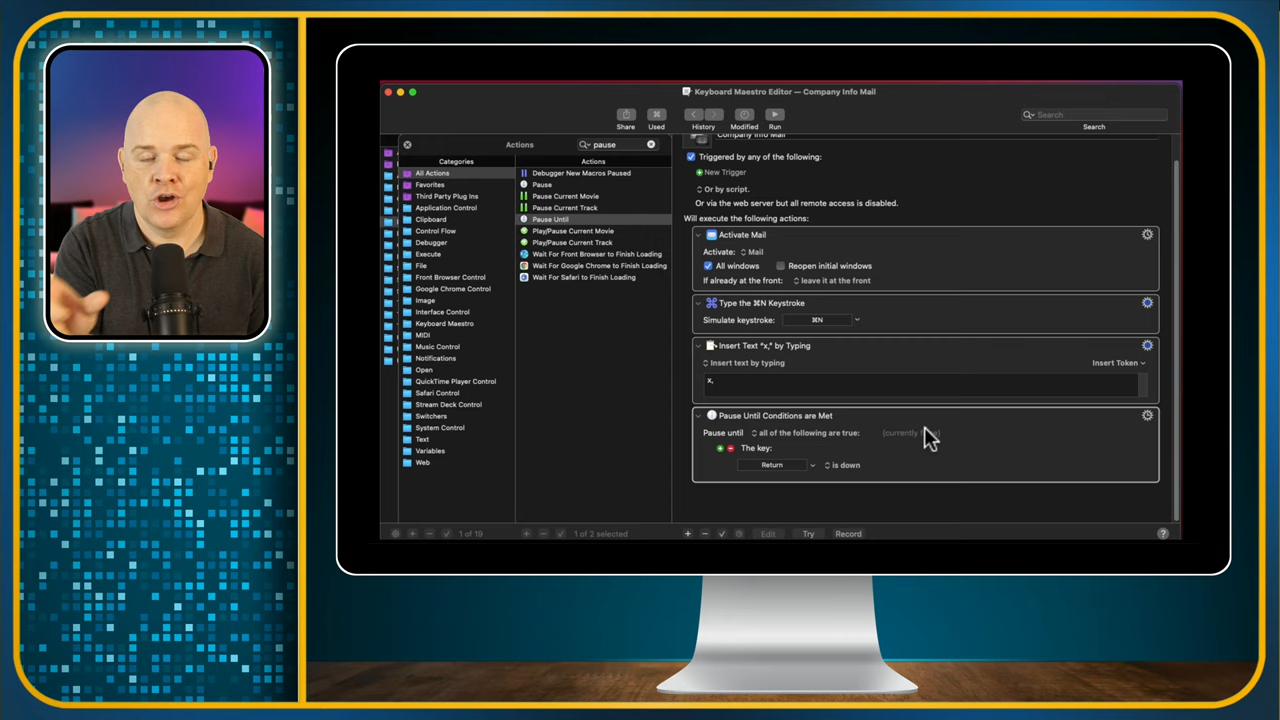 Keyboard Maestro Editor — Company Info Mail
Share
Used
History
Modified
Run
Search
Search
Actions
pause
Categories
All Actions
Favorites
Third Party Plug Ins
Application Control
Clipboard
Control Flow
Debugger
Execute
File
Front Browser Control
Google Chrome Control
Image
Interface Control
Keyboard Maestro
MIDI
Music Control
Notifications
Open
QuickTime Player Control
Safari Control
Stream Deck Control
Switchers
System Control
Text
Variables
Web
Actions
Debugger New Macros Paused
Pause
Pause Current Movie
Pause Current Track
Pause Until
Play/Pause Current Movie
Play/Pause Current Track
Wait For Front Browser to Finish Loading
Wait For Google Chrome to Finish Loading
Wait For Safari to Finish Loading
Company Info Mail
Triggered by any of the following:
New Trigger
Or by script.
Or via the web server but all remote access is disabled.
Will execute the following actions:
Activate Mail
Activate: Mail
All windows Reopen initial windows
If already at the front: leave it at the front
Type the ⌘N Keystroke
Simulate keystroke: ⌘N
Insert Text “x,” by Typing
Insert text by typing Insert Token
x,
Pause Until Conditions are Met
Pause until all of the following are true: (currently
The key:
Return is down
1 of 19
1 of 2 selected
Edit Try Record ?